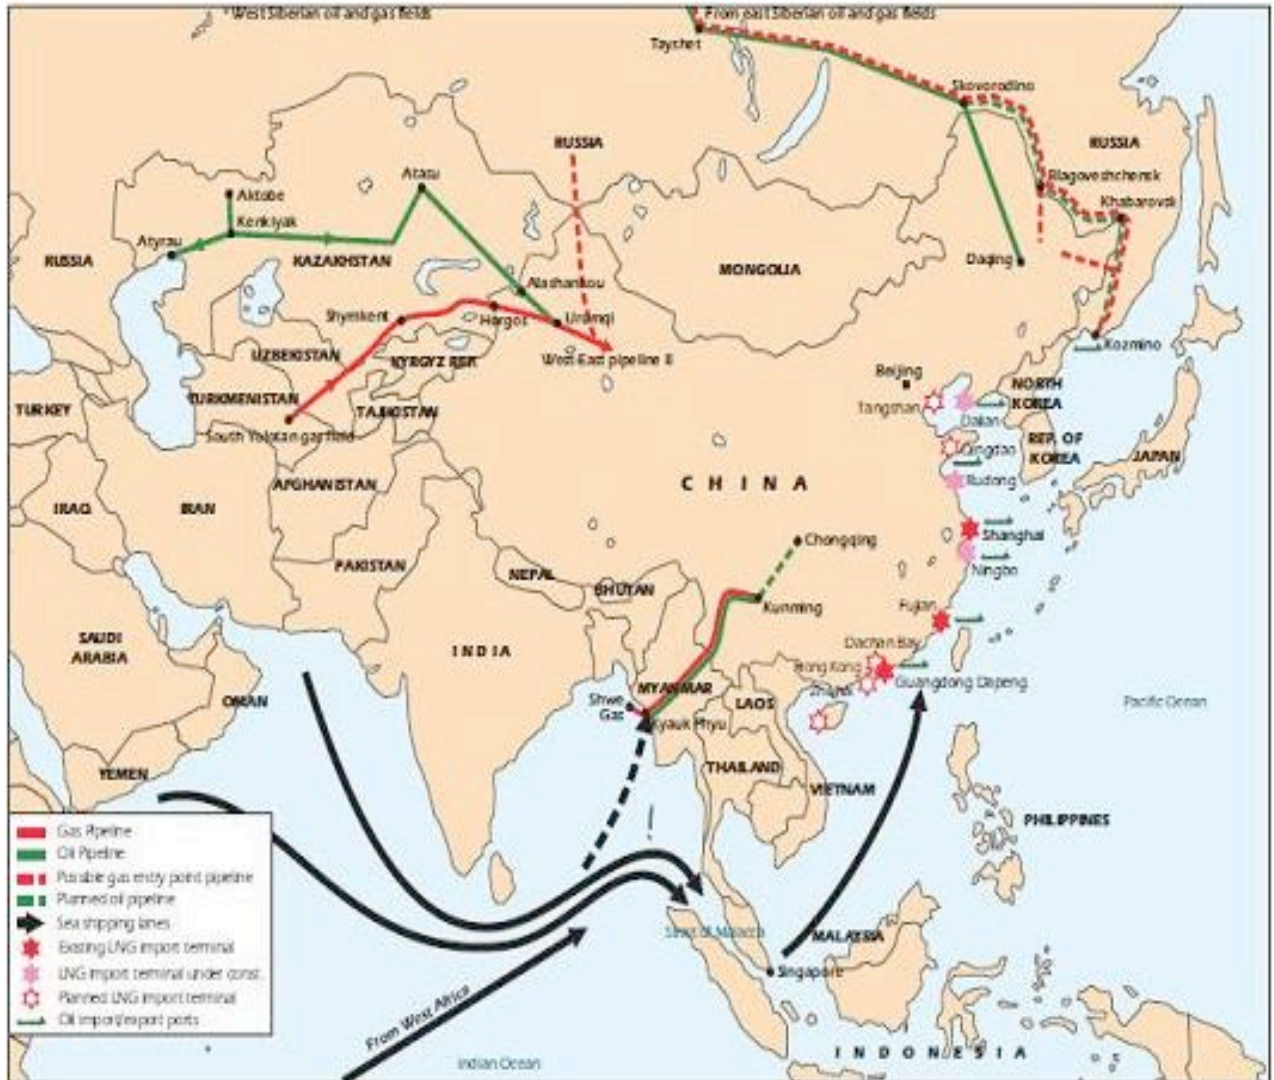 West Siberian oil and gas fields
From east Siberian oil and gas fields
Tayshet
Skovorodino
RUSSIA
RUSSIA
Blagoveshchensk
Khabarovsk
Atasu
Aktobe
Kenkiyak
Atyrau
RUSSIA
KAZAKHSTAN
MONGOLIA
Daqing
Alashankou
Shymkent
Horgos
Urumqi
Kozmino
UZBEKISTAN
KYRGYZ REP.
West-East pipeline II
Beijing
NORTH
KOREA
TURKMENISTAN
TURKEY
TAJIKISTAN
Tangshan
Dalian
South Yolotan gas field
REP. OF
KOREA
JAPAN
Qingdao
AFGHANISTAN
CHINA
Rudong
IRAQ
IRAN
Shanghai
Chongqing
PAKISTAN
Ningbo
NEPAL
BHUTAN
Kunming
Fujian
SAUDI
ARABIA
INDIA
Dachan Bay
Hong Kong
Guangdong Dapeng
Zhuhai
MYANMAR
OMAN
Shwe
Gas
LAOS
Kyauk Phyu
Pacific Ocean
YEMEN
THAILAND
VIETNAM
PHILIPPINES
Gas Pipeline
Oil Pipeline
Possible gas entry point pipeline
Planned oil pipeline
Sea shipping lanes
Existing LNG import terminal
LNG import terminal under const.
Planned LNG import terminal
Oil import/export ports
Strait of Malacca
MALAYSIA
Singapore
From West Africa
Indian Ocean
INDONESIA